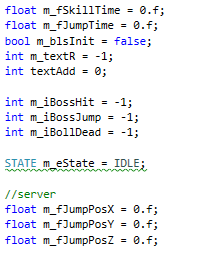 float m_fSkillTime = 0.f;
float m_fJumpTime = 0.f;
bool m_bIsInit = false;
int m_textR = -1;
int textAdd = 0;
int m_iBossHit = -1;
int m_iBossJump = -1;
int m_iBollDead = -1;
STATE m_eState = IDLE;
//server
float m_fJumpPosX = 0.f;
float m_fJumpPosY = 0.f;
float m_fJumpPosZ = 0.f;